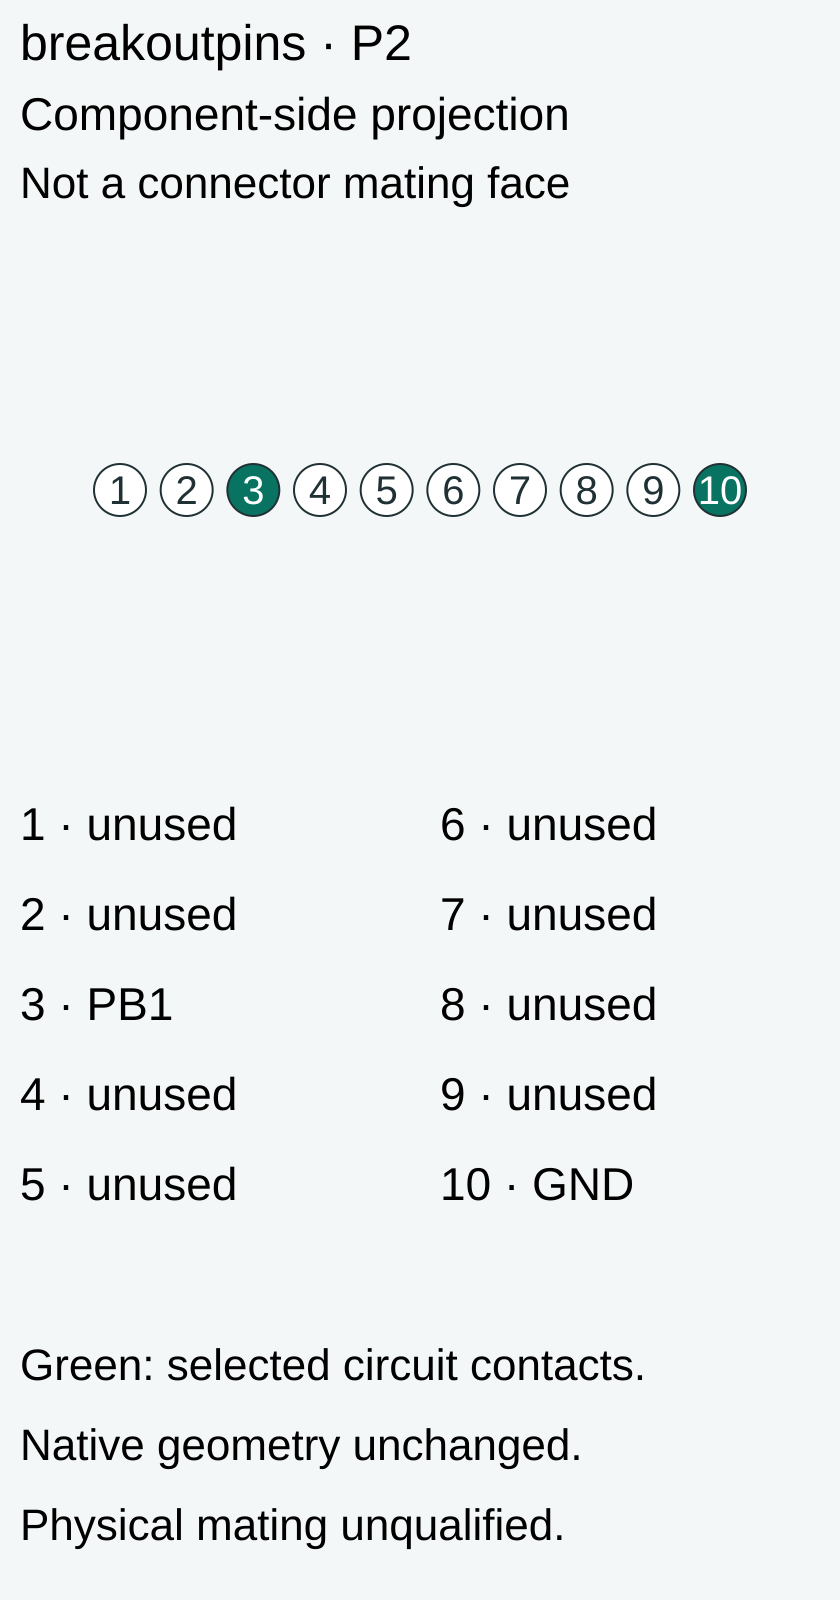 breakoutpins · P2
Component-side projection
Not a connector mating face
1 2 3 4 5 6 7 8 9 10
1 · unused
2 · unused
3 · PB1
4 · unused
5 · unused
6 · unused
7 · unused
8 · unused
9 · unused
10 · GND
Green: selected circuit contacts.
Native geometry unchanged.
Physical mating unqualified.